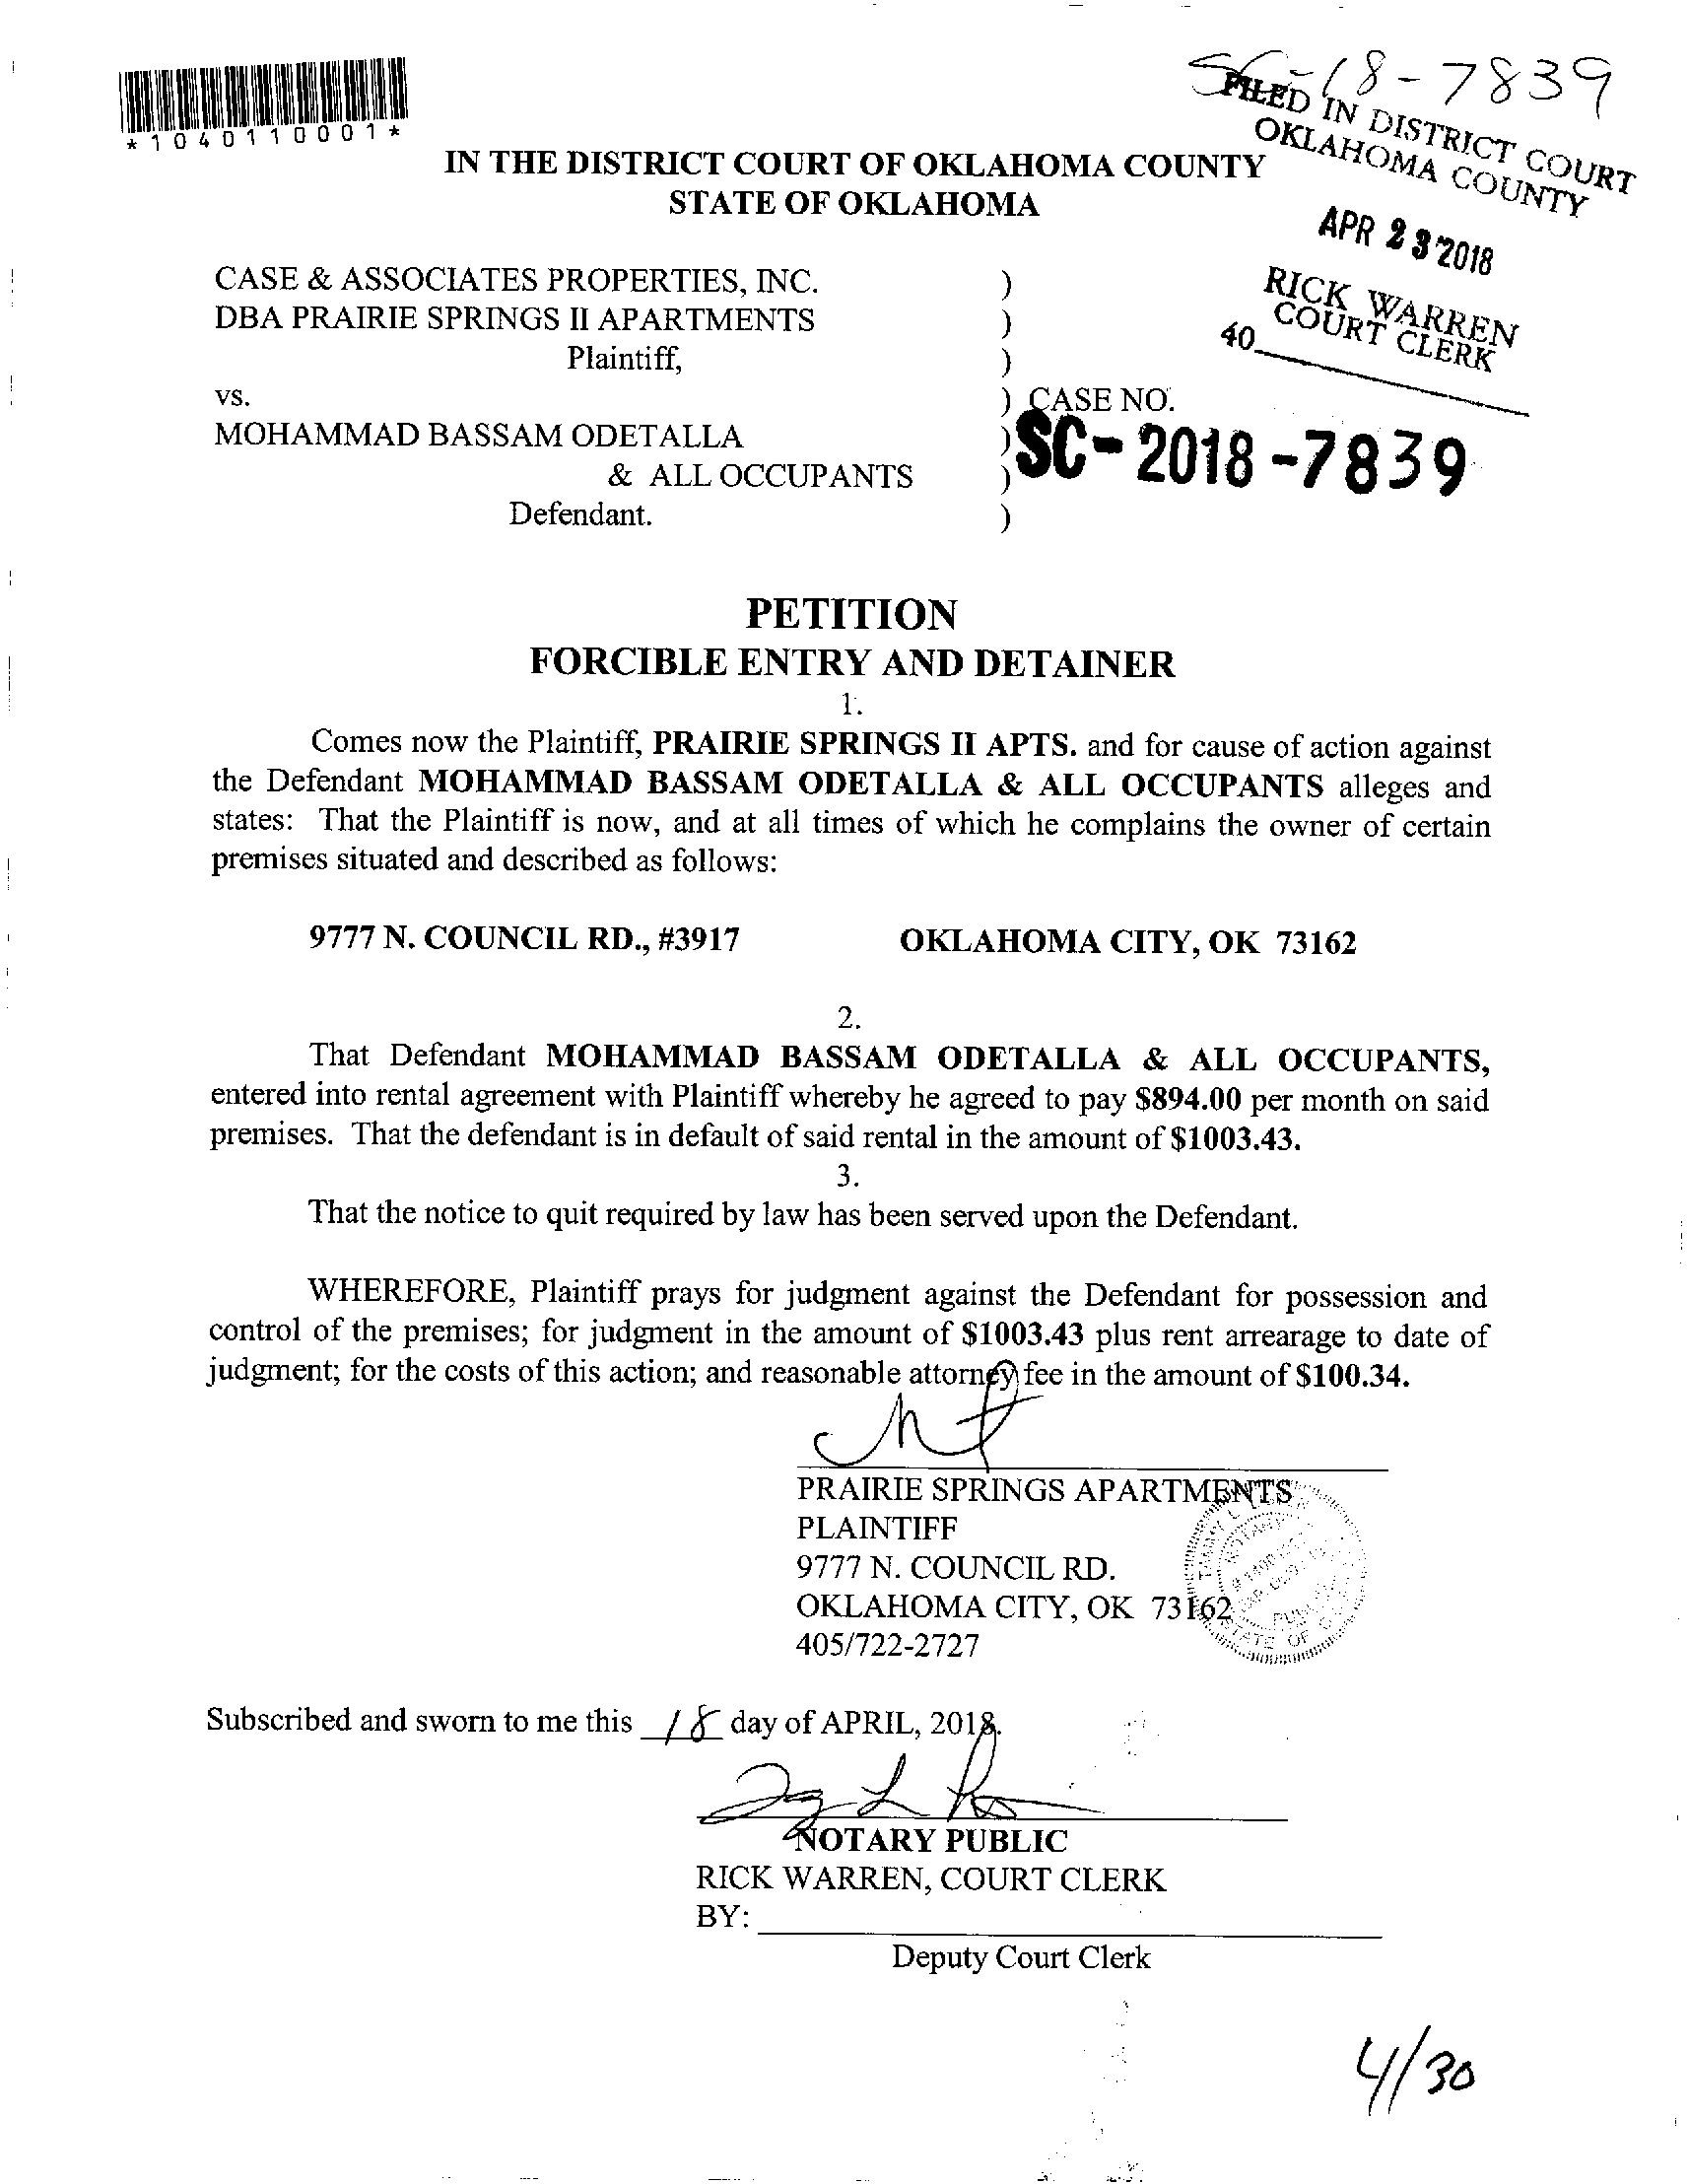 SC-18-7839
*1040110001*
FILED IN DISTRICT COURT
OKLAHOMA COUNTY
IN THE DISTRICT COURT OF OKLAHOMA COUNTY
STATE OF OKLAHOMA
APR 23 2018
RICK WARREN
COURT CLERK
40
CASE & ASSOCIATES PROPERTIES, INC. )
DBA PRAIRIE SPRINGS II APARTMENTS )
Plaintiff, )
vs. ) CASE NO.
MOHAMMAD BASSAM ODETALLA ) SC-2018-7839
& ALL OCCUPANTS )
Defendant. )
PETITION
FORCIBLE ENTRY AND DETAINER
1.
Comes now the Plaintiff, PRAIRIE SPRINGS II APTS. and for cause of action against
the Defendant MOHAMMAD BASSAM ODETALLA & ALL OCCUPANTS alleges and
states: That the Plaintiff is now, and at all times of which he complains the owner of certain
premises situated and described as follows:
9777 N. COUNCIL RD., #3917 OKLAHOMA CITY, OK 73162
2.
That Defendant MOHAMMAD BASSAM ODETALLA & ALL OCCUPANTS,
entered into rental agreement with Plaintiff whereby he agreed to pay $894.00 per month on said
premises. That the defendant is in default of said rental in the amount of $1003.43.
3.
That the notice to quit required by law has been served upon the Defendant.
WHEREFORE, Plaintiff prays for judgment against the Defendant for possession and
control of the premises; for judgment in the amount of $1003.43 plus rent arrearage to date of
judgment; for the costs of this action; and reasonable attorney fee in the amount of $100.34.
PRAIRIE SPRINGS APARTMENTS
PLAINTIFF
9777 N. COUNCIL RD.
OKLAHOMA CITY, OK 73162
405/722-2727
NOTARY
STATE OF
Subscribed and sworn to me this 18 day of APRIL, 2018.
NOTARY PUBLIC
RICK WARREN, COURT CLERK
BY:
Deputy Court Clerk
4/30